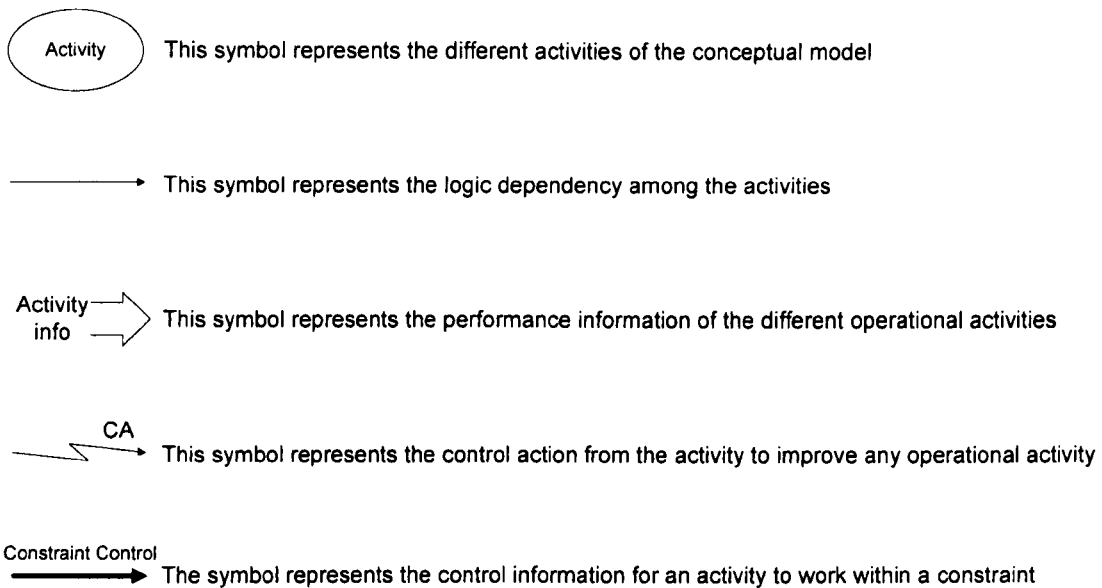 Activity This symbol represents the different activities of the conceptual model
This symbol represents the logic dependency among the activities
Activity
info
This symbol represents the performance information of the different operational activities
CA
This symbol represents the control action from the activity to improve any operational activity
Constraint Control
The symbol represents the control information for an activity to work within a constraint